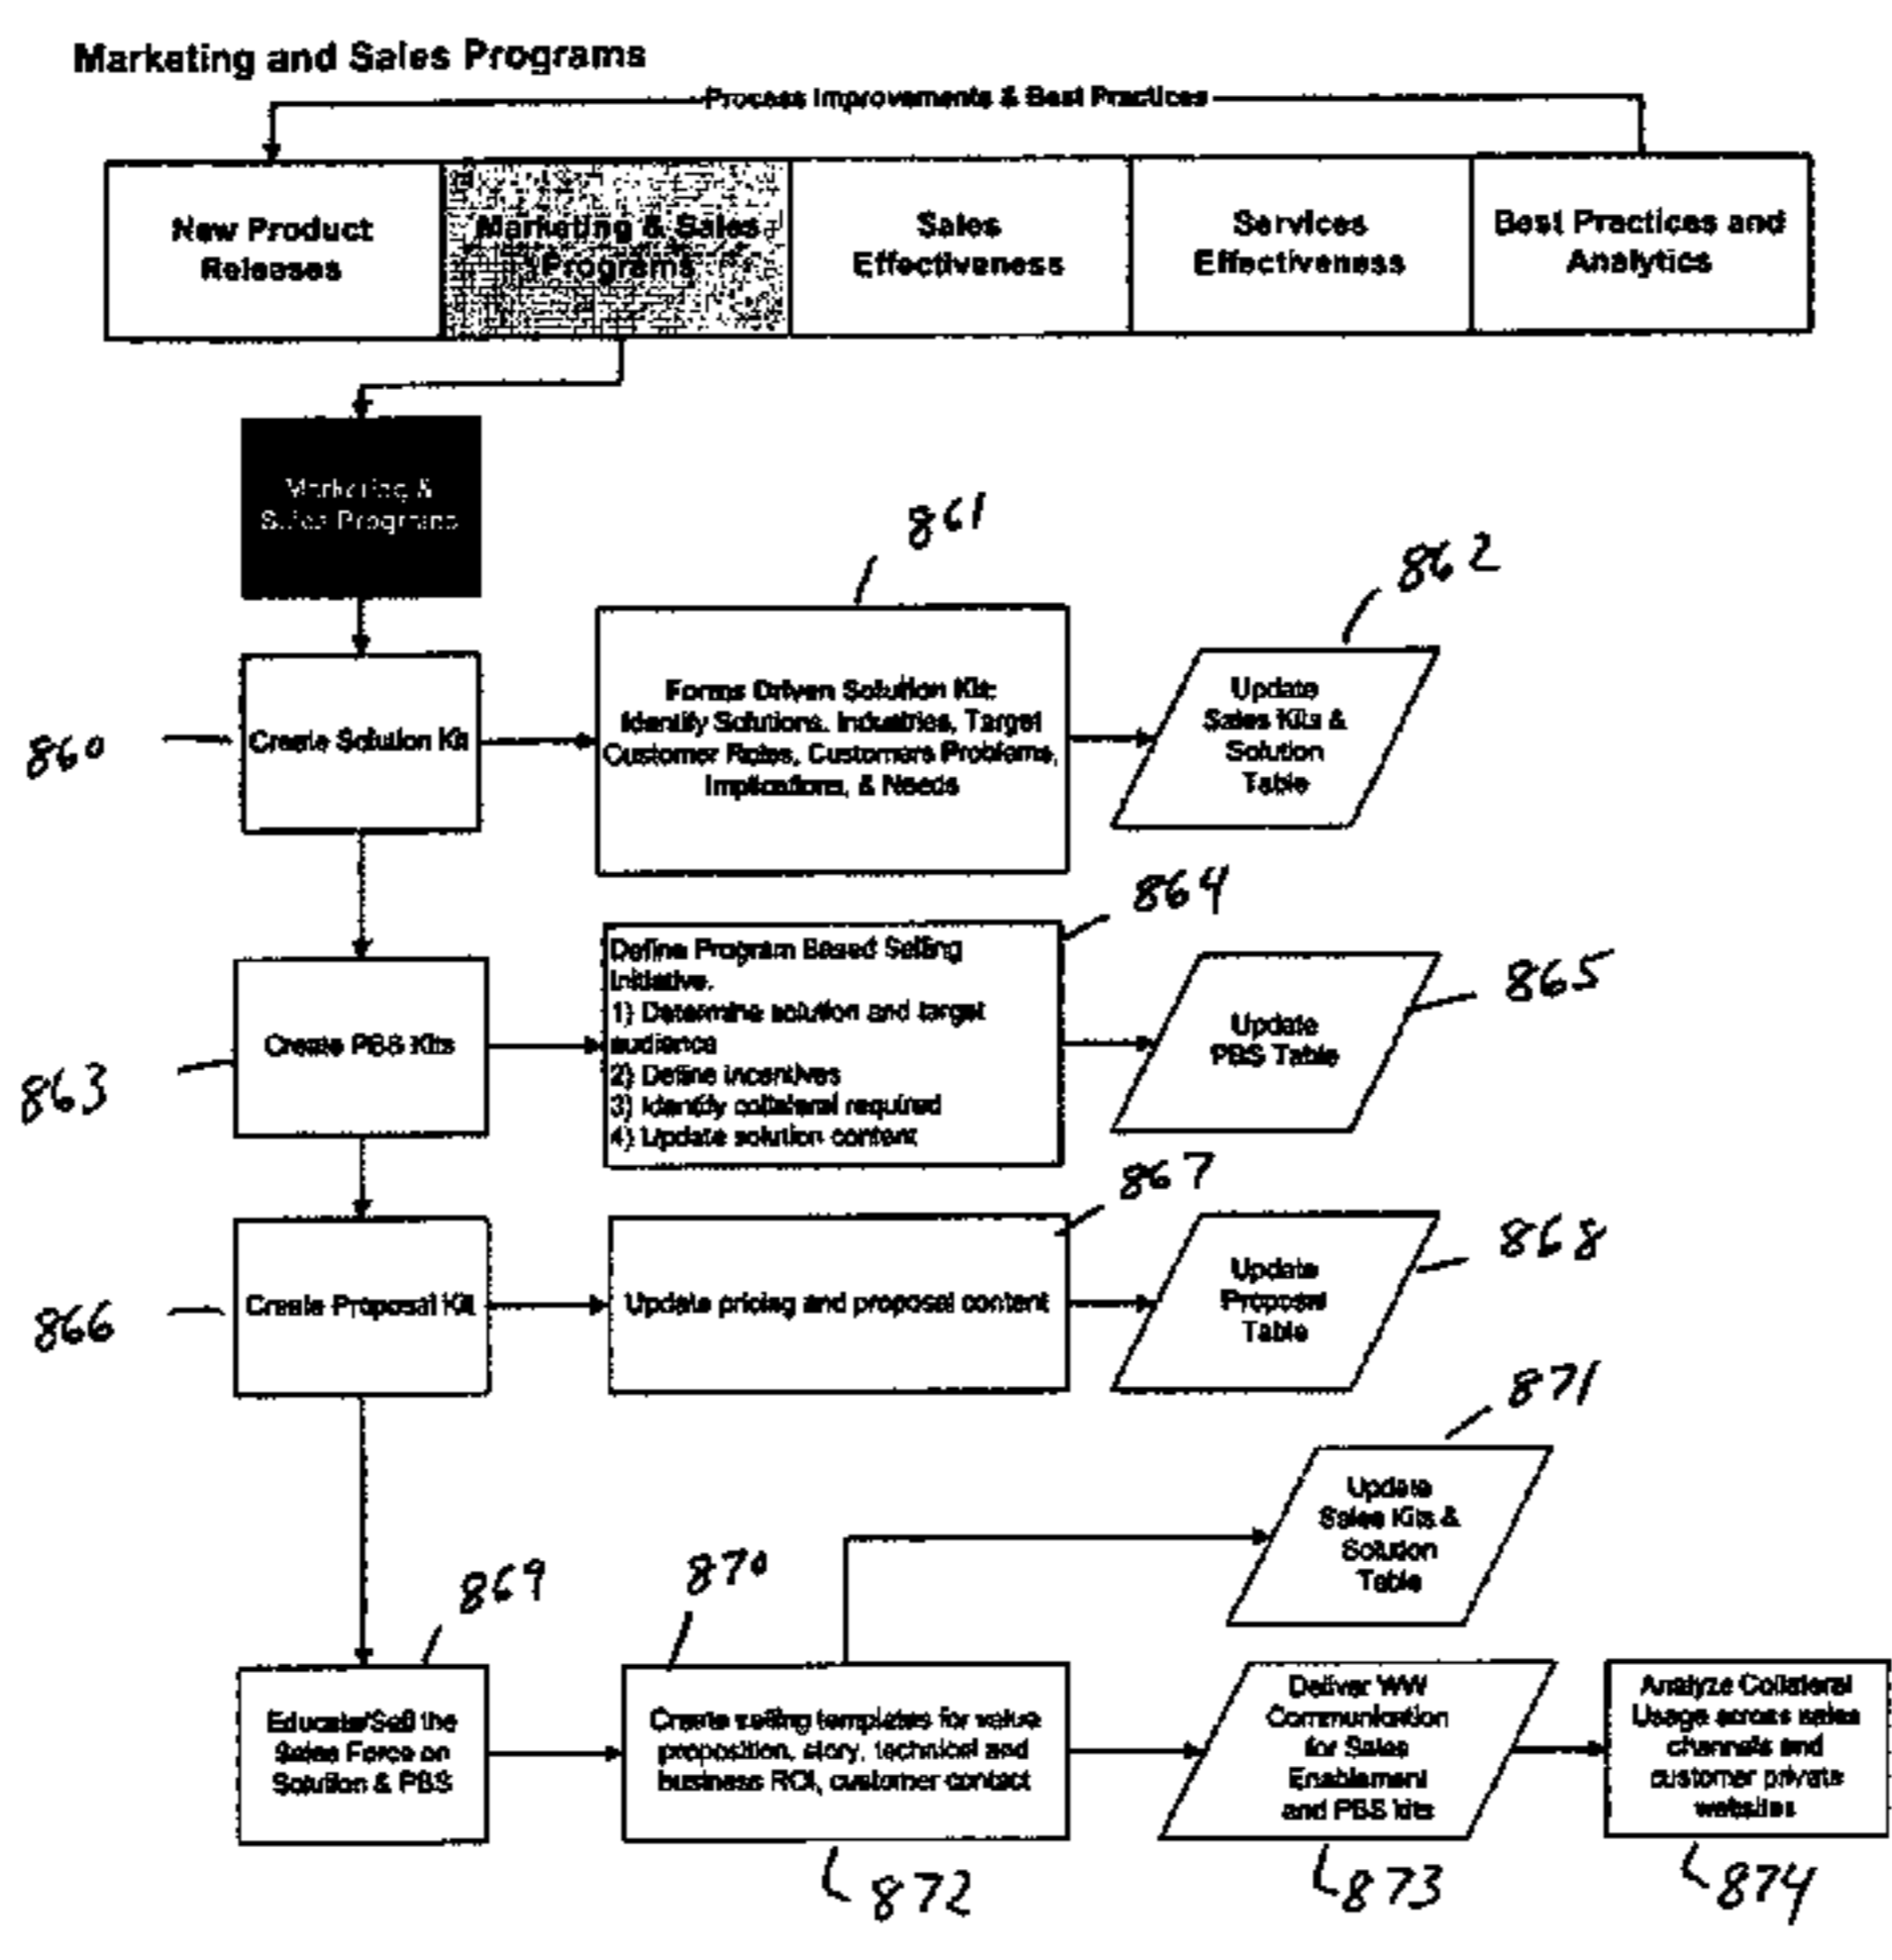 Marketing and Sales Programs
Process Improvements & Best Practices
New Product
Releases
Marketing & Sales
Programs
Sales
Effectiveness
Services
Effectiveness
Best Practices and
Analytics
Marketing &
Sales Programs
861
862
860
Create Solution Kit
Forms Driven Solution Kit:
Identify Solutions, Industries, Target
Customer Roles, Customers Problems,
Implications, & Needs
Update
Sales Kits &
Solution
Table
864
863
Create PBS Kits
Define Program Based Selling
Initiative.
1) Determine solution and target
audience
2) Define incentives
3) Identify collateral required
4) Update solution content
Update
PBS Table
865
867
866
Create Proposal Kit
Update pricing and proposal content
Update
Proposal
Table
868
871
Update
Sales Kits &
Solution
Table
869
870
Educate/Sell the
Sales Force on
Solution & PBS
Create selling templates for value
proposition, story, technical and
business ROI, customer contact
Deliver WW
Communication
for Sales
Enablement
and PBS kits
Analyze Collateral
Usage across sales
channels and
customer private
websites
872
873
874